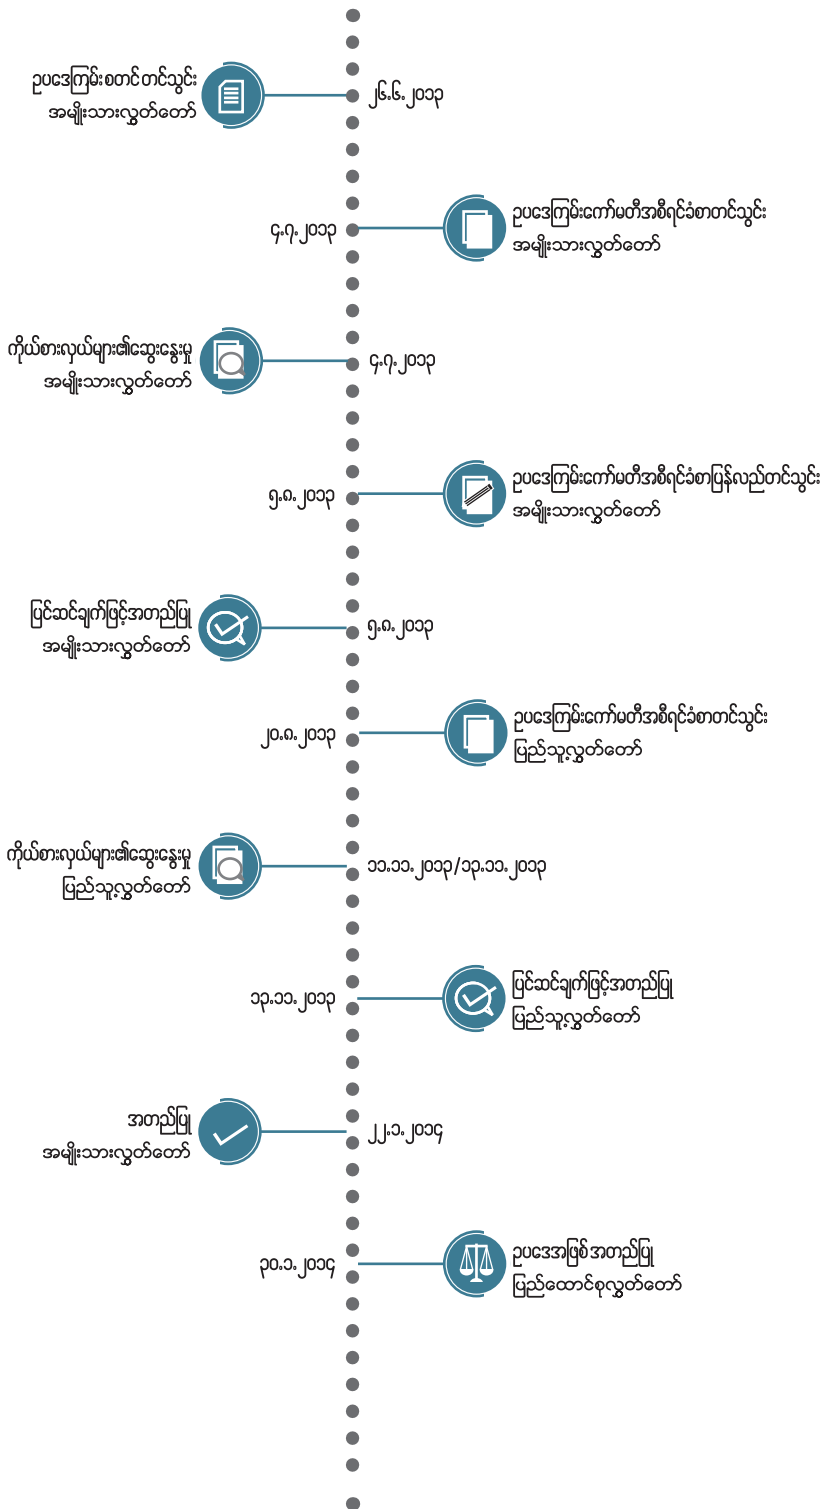 ဥပဒေကြမ်းစတင်တင်သွင်း
အမျိုးသားလွှတ်တော်
၂၆.၆.၂၀၁၃
၄.၇.၂၀၁၃
ဥပဒေကြမ်းကော်မတီအစီရင်ခံစာတင်သွင်း
အမျိုးသားလွှတ်တော်
ကိုယ်စားလှယ်များ၏ဆွေးနွေးမှု
အမျိုးသားလွှတ်တော်
၄.၇.၂၀၁၃
၅.၈.၂၀၁၃
ဥပဒေကြမ်းကော်မတီအစီရင်ခံစာပြန်လည်တင်သွင်း
အမျိုးသားလွှတ်တော်
ပြင်ဆင်ချက်ဖြင့်အတည်ပြု
အမျိုးသားလွှတ်တော်
၅.၈.၂၀၁၃
၂၀.၈.၂၀၁၃
ဥပဒေကြမ်းကော်မတီအစီရင်ခံစာတင်သွင်း
ပြည်သူ့လွှတ်တော်
ကိုယ်စားလှယ်များ၏ဆွေးနွေးမှု
ပြည်သူ့လွှတ်တော်
၁၁.၁၁.၂၀၁၃/၁၃.၁၁.၂၀၁၃
၁၃.၁၁.၂၀၁၃
ပြင်ဆင်ချက်ဖြင့်အတည်ပြု
ပြည်သူ့လွှတ်တော်
အတည်ပြု
အမျိုးသားလွှတ်တော်
၂၂.၁.၂၀၁၄
၃၀.၁.၂၀၁၄
ဥပဒေအဖြစ်အတည်ပြု
ပြည်ထောင်စုလွှတ်တော်